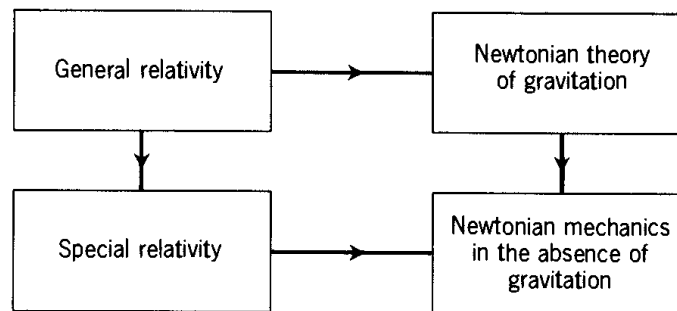 General relativity
Newtonian theory
of gravitation
Special relativity
Newtonian mechanics
in the absence of
gravitation